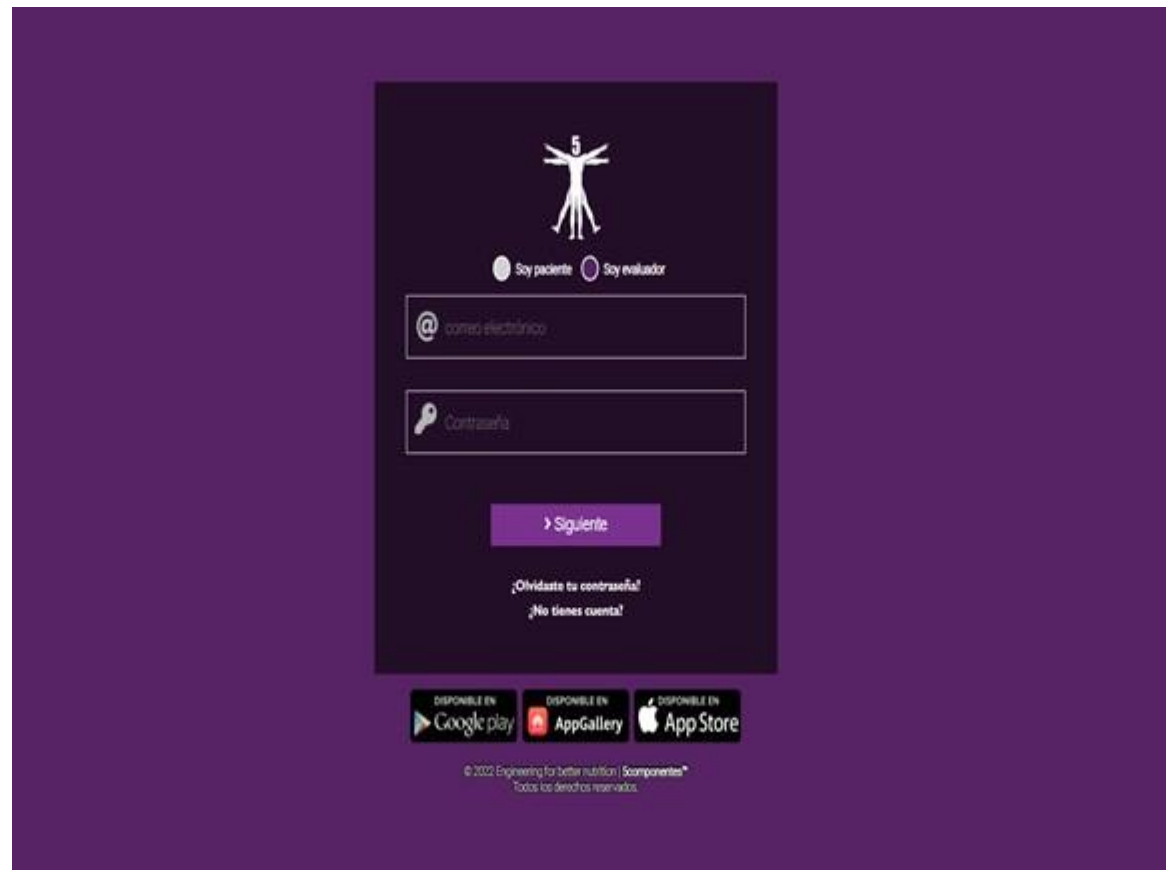 5
Soy paciente Soy evaluador
@ correo electrónico
Contraseña
› Siguiente
¿Olvidaste tu contraseña?
¿No tienes cuenta?
DISPONIBLE EN
Google play
DISPONIBLE EN
AppGallery
DISPONIBLE EN
App Store
© 2022 Engineering for better nutrition | 5componentes™
Todos los derechos reservados.